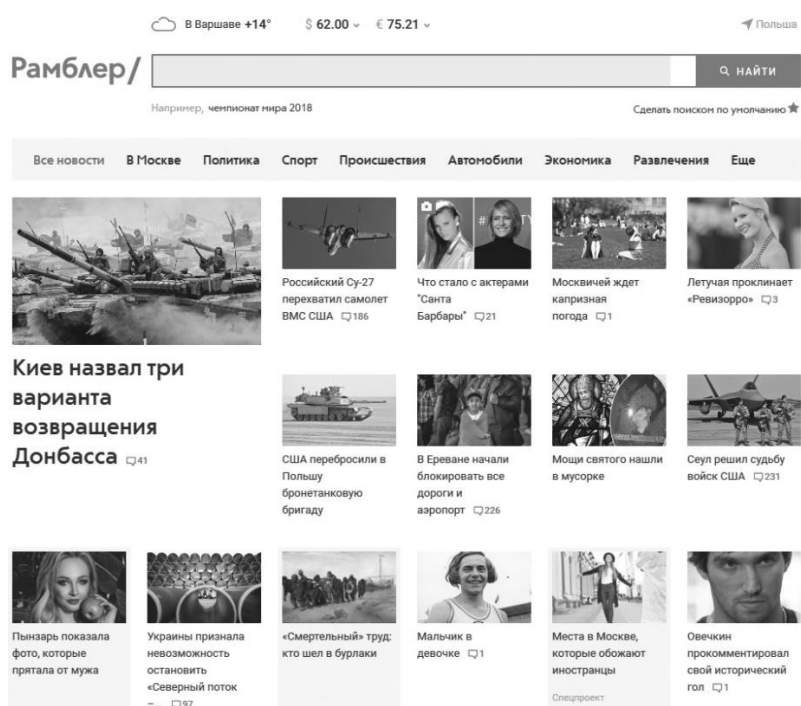 В Варшаве +14° $ 62.00 € 75.21 Польша
Рамблер/
НАЙТИ
Например, чемпионат мира 2018
Сделать поиском по умолчанию
Все новости В Москве Политика Спорт Происшествия Автомобили Экономика Развлечения Еще
Киев назвал три
варианта
возвращения
Донбасса 41
Российский Су-27
перехватил самолет
ВМС США 186
Что стало с актерами
"Санта
Барбары" 21
Москвичей ждет
капризная
погода 1
Летучая проклинает
«Ревизорро» 3
США перебросили в
Польшу
бронетанковую
бригаду
В Ереване начали
блокировать все
дороги и
аэропорт 226
Мощи святого нашли
в мусорке
Сеул решил судьбу
войск США 231
Пынзарь показала
фото, которые
прятала от мужа
Украины признала
невозможность
остановить
«Северный поток
–... 97
«Смертельный» труд:
кто шел в бурлаки
Мальчик в
девочке 1
Места в Москве,
которые обожают
иностранцы
Спецпроект
Овечкин
прокомментировал
свой исторический
гол 1